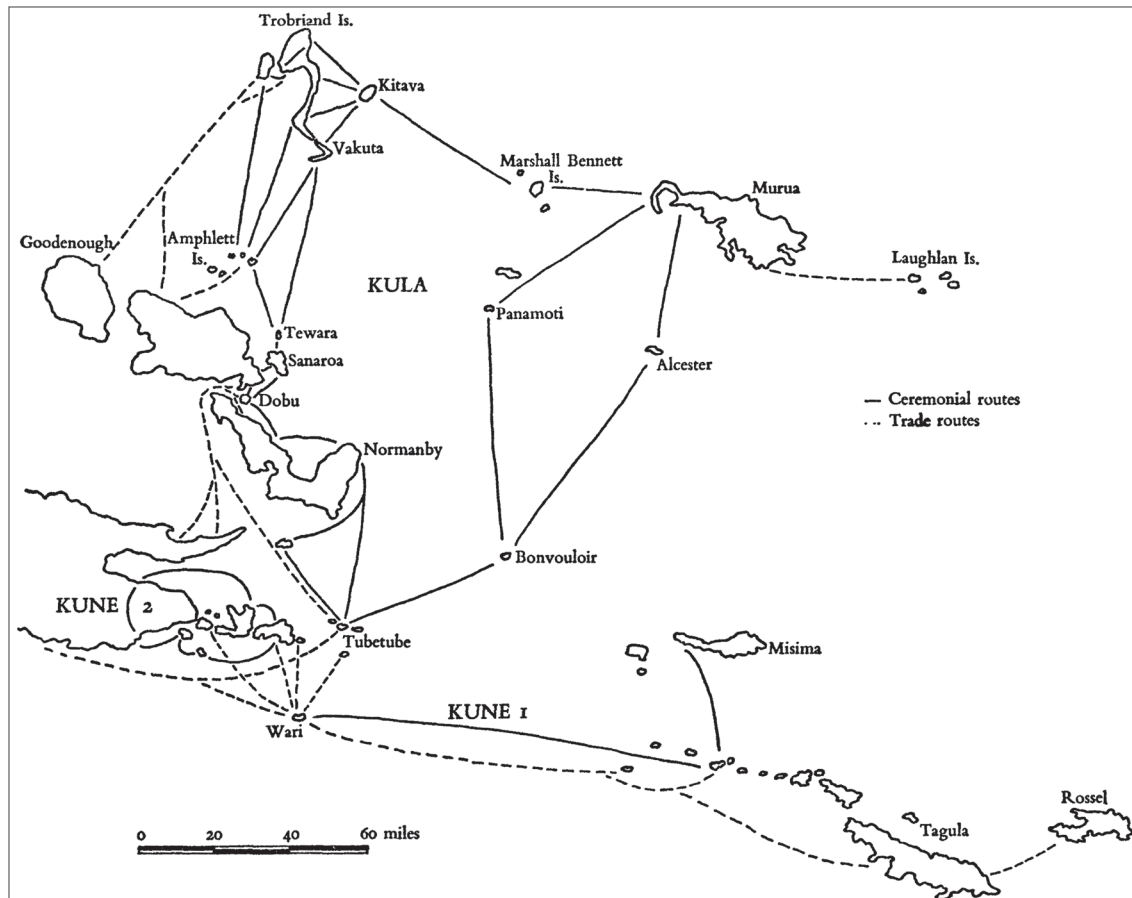 Trobriand Is.
Kitava
Vakuta
Marshall Bennett
Is.
Murua
Goodenough
Amphlett
Is.
Laughlan Is.
KULA
Panamoti
Tewara
Sanaroa
Alcester
Dobu
— Ceremonial routes
- - - Trade routes
Normanby
Bonvouloir
KUNE 2
Tubetube
Misima
KUNE 1
Wari
Rossel
0 20 40 60 miles
Tagula